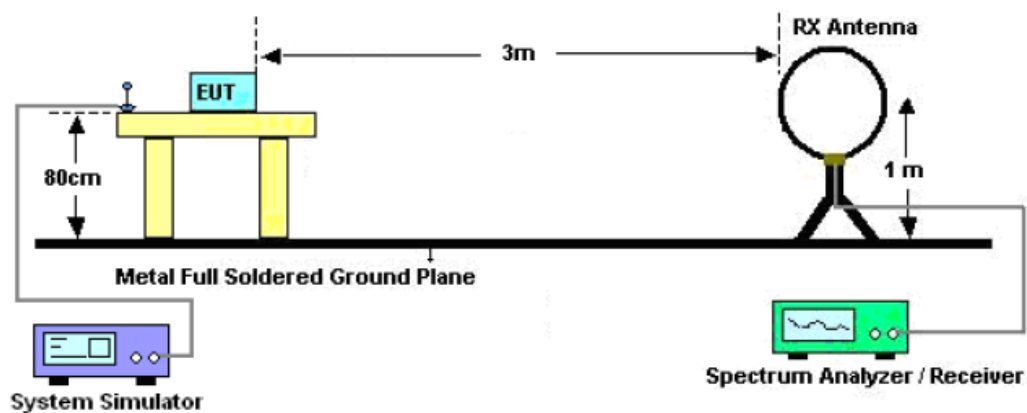 RX Antenna
3m
EUT
80cm
1 m
Metal Full Soldered Ground Plane
Spectrum Analyzer / Receiver
System Simulator